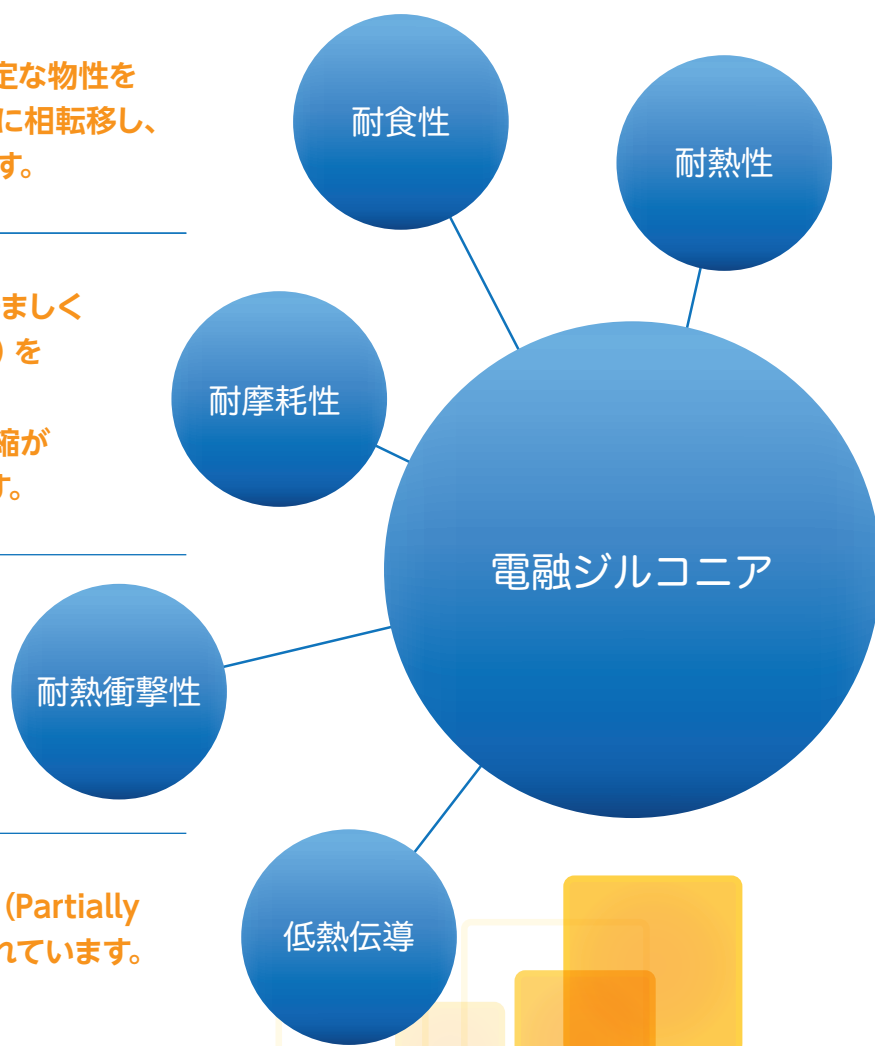 定な物性を
に相転移し、
す。
ましく
）を
縮が
す。
（Partially
れています。
耐食性
耐熱性
耐摩耗性
電融ジルコニア
耐熱衝撃性
低熱伝導